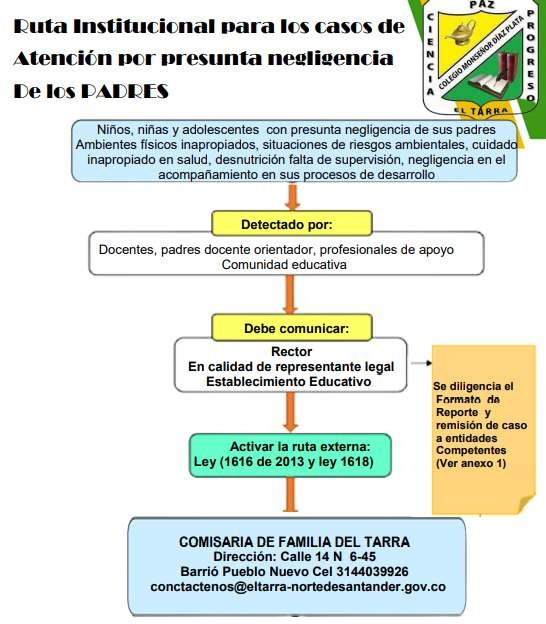 Ruta Institucional para los casos de
Atención por presunta negligencia
De los PADRES
PAZ
CIENCIA
PROGRESO
COLEGIO MONSEÑOR DÍAZ PLATA
EL TARRA
Niños, niñas y adolescentes con presunta negligencia de sus padres
Ambientes físicos inapropiados, situaciones de riesgos ambientales, cuidado
inapropiado en salud, desnutrición falta de supervisión, negligencia en el
acompañamiento en sus procesos de desarrollo
Detectado por:
Docentes, padres docente orientador, profesionales de apoyo
Comunidad educativa
Debe comunicar:
Rector
En calidad de representante legal
Establecimiento Educativo
Se diligencia el
Formato de
Reporte y
remisión de caso
a entidades
Competentes
(Ver anexo 1)
Activar la ruta externa:
Ley (1616 de 2013 y ley 1618)
COMISARIA DE FAMILIA DEL TARRA
Dirección: Calle 14 N 6-45
Barrió Pueblo Nuevo Cel 3144039926
conctactenos@eltarra-nortedesantander.gov.co